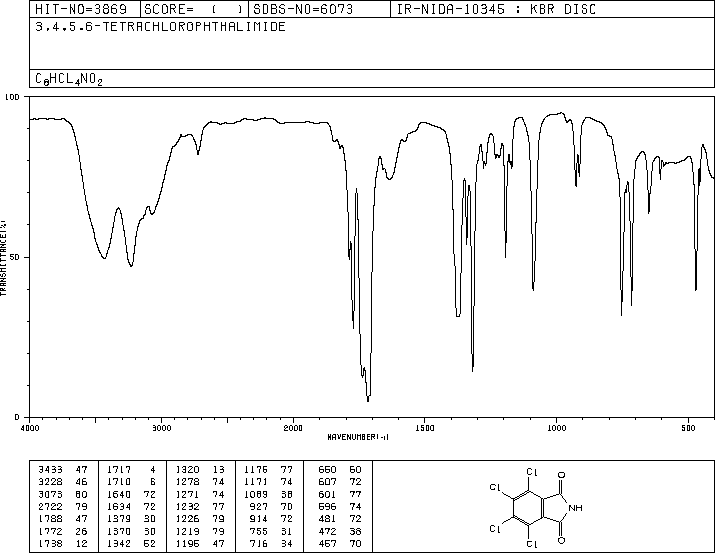 HIT-NO=3869 SCORE= ( ) SDBS-NO=6073 IR-NIDA-10345 : KBR DISC
3,4,5,6-TETRACHLOROPHTHALIMIDE
C8HCL4NO2
100
50
0
TRANSMITTANCE(%)
4000 3000 2000 1500 1000 500
WAVENUMBER(-1)
3433 47 1717 4 1320 13 1176 77 650 60
3228 46 1710 6 1278 74 1171 74 607 72
3073 60 1640 72 1271 74 1089 38 601 77
2722 79 1634 72 1232 77 927 70 596 74
1788 47 1379 30 1226 79 914 72 481 72
1772 26 1370 30 1219 79 755 31 472 38
1738 12 1342 52 1195 47 716 34 457 70
Cl
Cl
Cl
Cl
O
NH
O